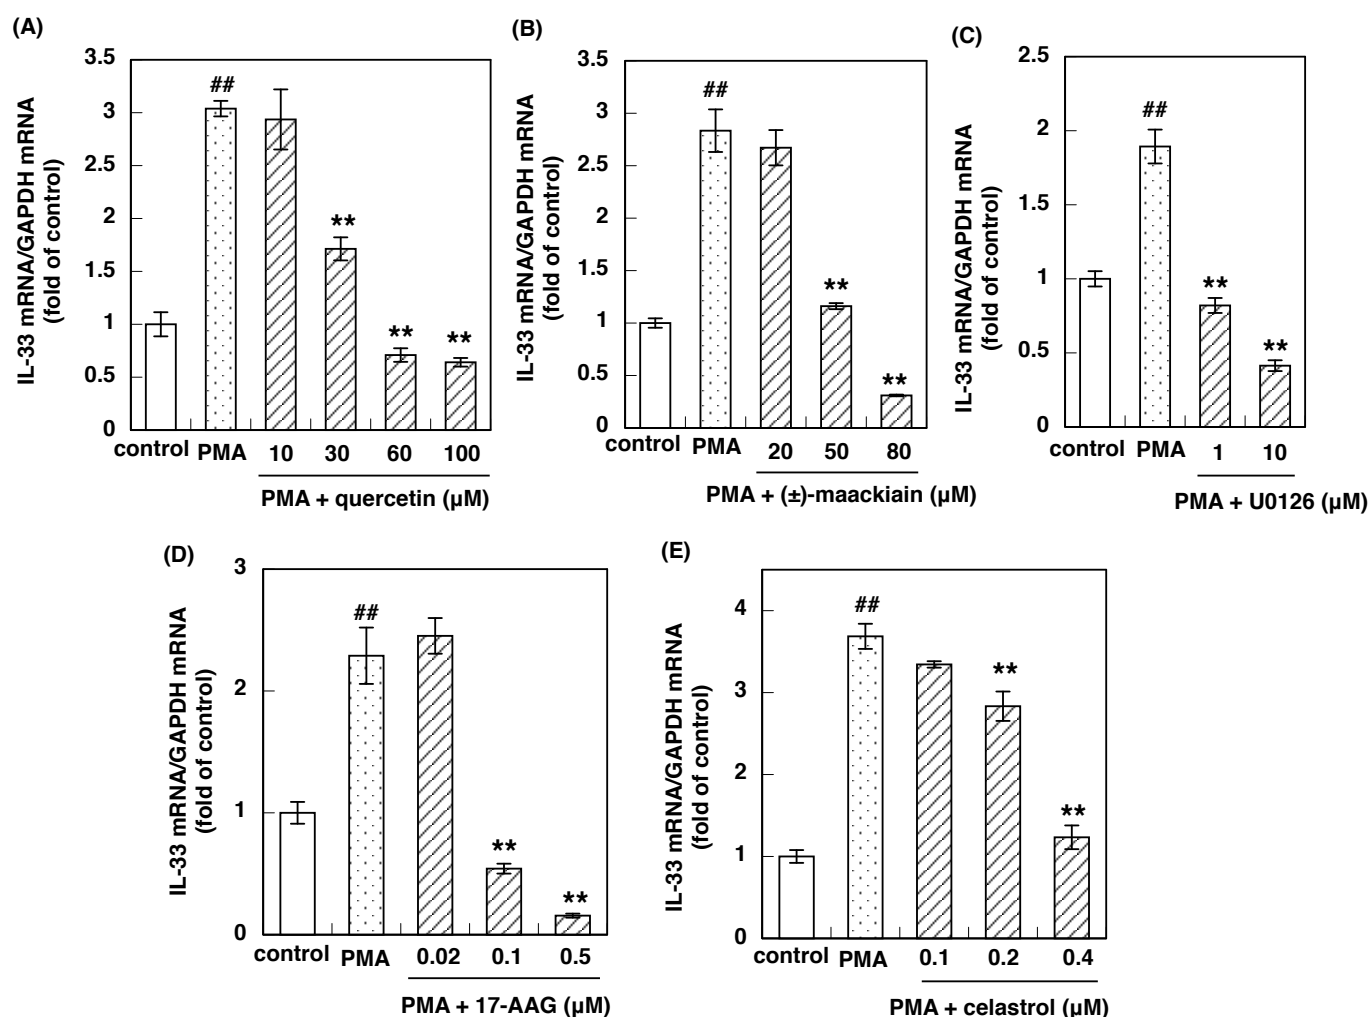 (A)
IL-33 mRNA/GAPDH mRNA
(fold of control)
3.5
3
2.5
2
1.5
1
0.5
0
##
**
**
**
control PMA 10 30 60 100
PMA + quercetin (µM)
(B)
IL-33 mRNA/GAPDH mRNA
(fold of control)
3.5
3
2.5
2
1.5
1
0.5
0
##
**
**
control PMA 20 50 80
PMA + (±)-maackiain (µM)
(C)
IL-33 mRNA/GAPDH mRNA
(fold of control)
2.5
2
1.5
1
0.5
0
##
**
**
control PMA 1 10
PMA + U0126 (µM)
(D)
IL-33 mRNA/GAPDH mRNA
(fold of control)
3
2
1
0
##
**
**
control PMA 0.02 0.1 0.5
PMA + 17-AAG (µM)
(E)
IL-33 mRNA/GAPDH mRNA
(fold of control)
4
3
2
1
0
##
**
**
control PMA 0.1 0.2 0.4
PMA + celastrol (µM)